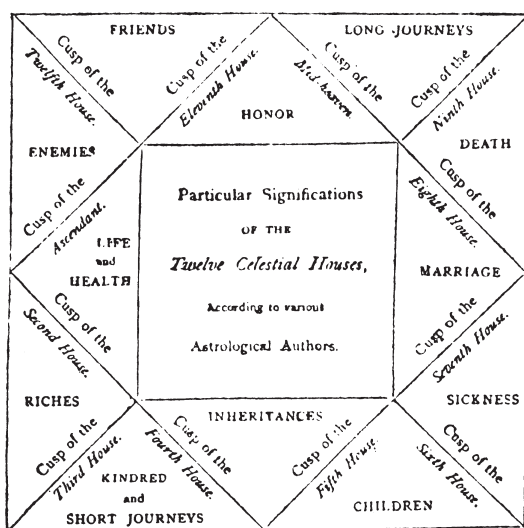 FRIENDS
LONG JOURNEYS
Cusp of the
Twelfth House.
Cusp of the
Eleventh House.
Cusp of the
Mid-heaven
Cusp of the
Ninth House.
HONOR
ENEMIES
DEATH
Cusp of the
Ascendant.
Cusp of the
Eighth House.
Particular Significations
OF THE
Twelve Celestial Houses,
According to various
Astrological Authors.
LIFE
and
HEALTH
MARRIAGE
Cusp of the
Second House.
Cusp of the
Seventh House.
RICHES
SICKNESS
INHERITANCES
Cusp of the
Third House.
Cusp of the
Fourth House.
Cusp of the
Fifth House.
Cusp of the
Sixth House.
KINDRED
and
SHORT JOURNEYS
CHILDREN